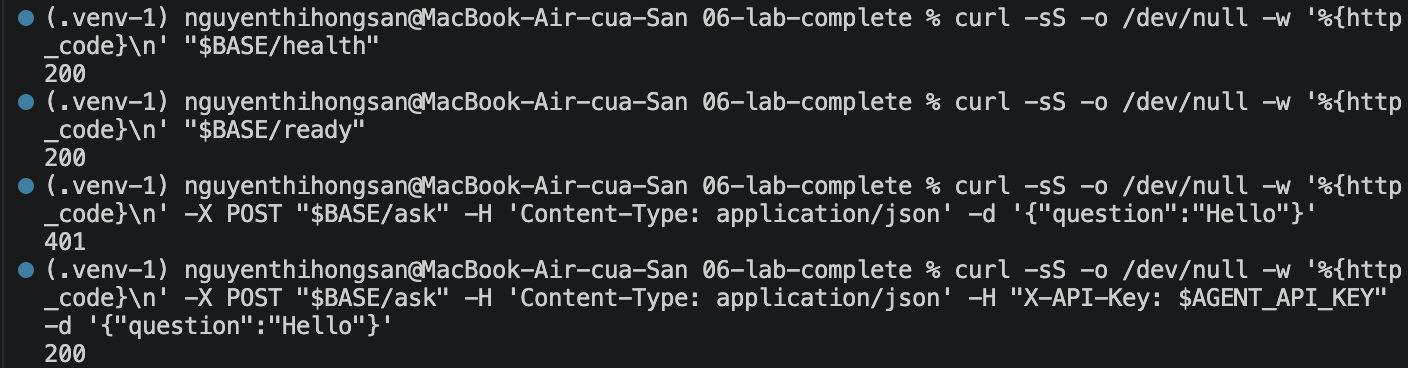 (.venv-1) nguyenthihongsan@MacBook-Air-cua-San 06-lab-complete % curl -sS -o /dev/null -w '%{http
_code}\n' "$BASE/health"
200
(.venv-1) nguyenthihongsan@MacBook-Air-cua-San 06-lab-complete % curl -sS -o /dev/null -w '%{http
_code}\n' "$BASE/ready"
200
(.venv-1) nguyenthihongsan@MacBook-Air-cua-San 06-lab-complete % curl -sS -o /dev/null -w '%{http
_code}\n' -X POST "$BASE/ask" -H 'Content-Type: application/json' -d '{"question":"Hello"}'
401
(.venv-1) nguyenthihongsan@MacBook-Air-cua-San 06-lab-complete % curl -sS -o /dev/null -w '%{http
_code}\n' -X POST "$BASE/ask" -H 'Content-Type: application/json' -H "X-API-Key: $AGENT_API_KEY"
-d '{"question":"Hello"}'
200